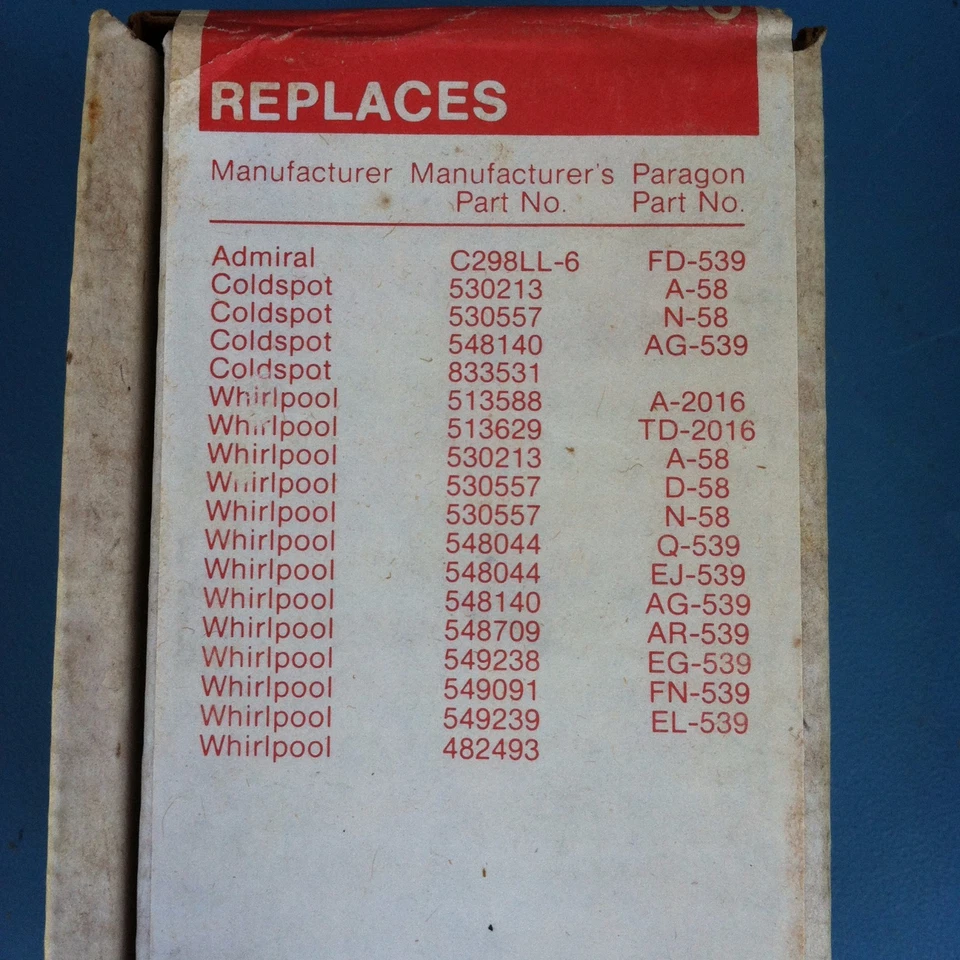 REPLACES
Manufacturer Manufacturer's Paragon
Part No. Part No.
Admiral C298LL-6 FD-539
Coldspot 530213 A-58
Coldspot 530557 N-58
Coldspot 548140 AG-539
Coldspot 833531
Whirlpool 513588 A-2016
Whirlpool 513629 TD-2016
Whirlpool 530213 A-58
Whirlpool 530557 D-58
Whirlpool 530557 N-58
Whirlpool 548044 Q-539
Whirlpool 548044 EJ-539
Whirlpool 548140 AG-539
Whirlpool 548709 AR-539
Whirlpool 549238 EG-539
Whirlpool 549091 FN-539
Whirlpool 549239 EL-539
Whirlpool 482493